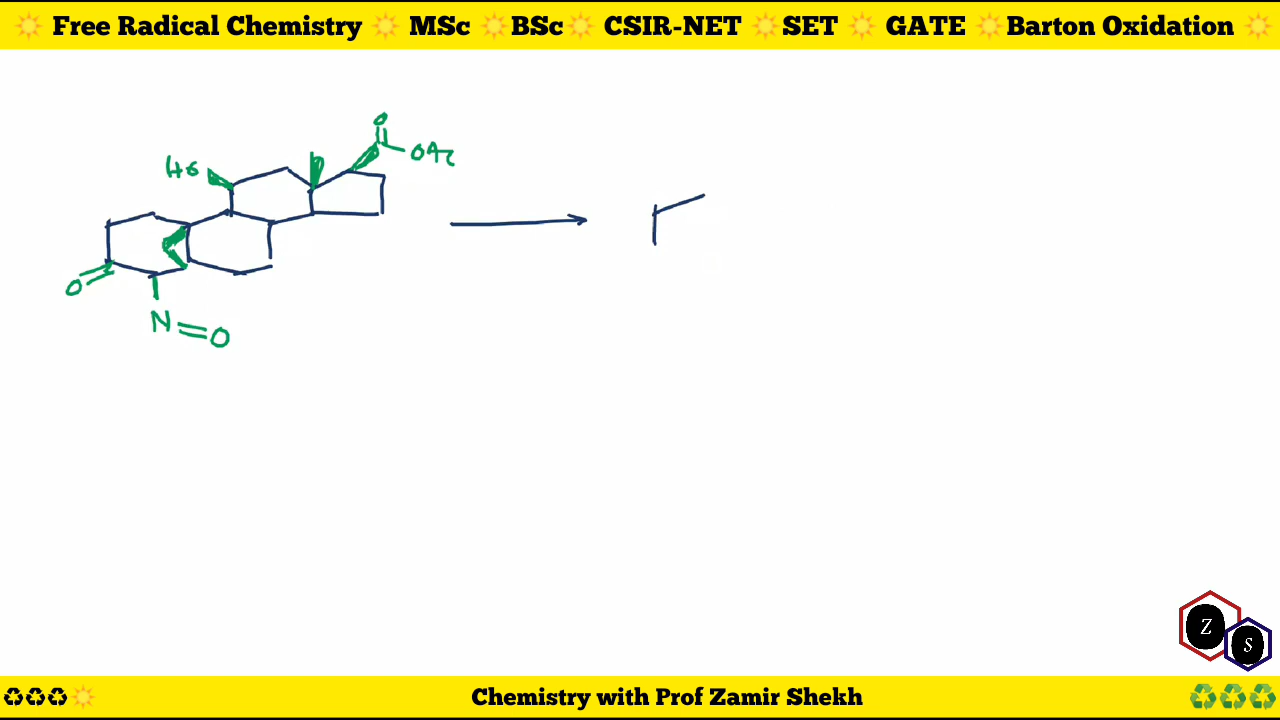 Free Radical Chemistry MSc BSc CSIR-NET SET GATE Barton Oxidation
O
HO
OAc
O
N
O
Z
S
Chemistry with Prof Zamir Shekh